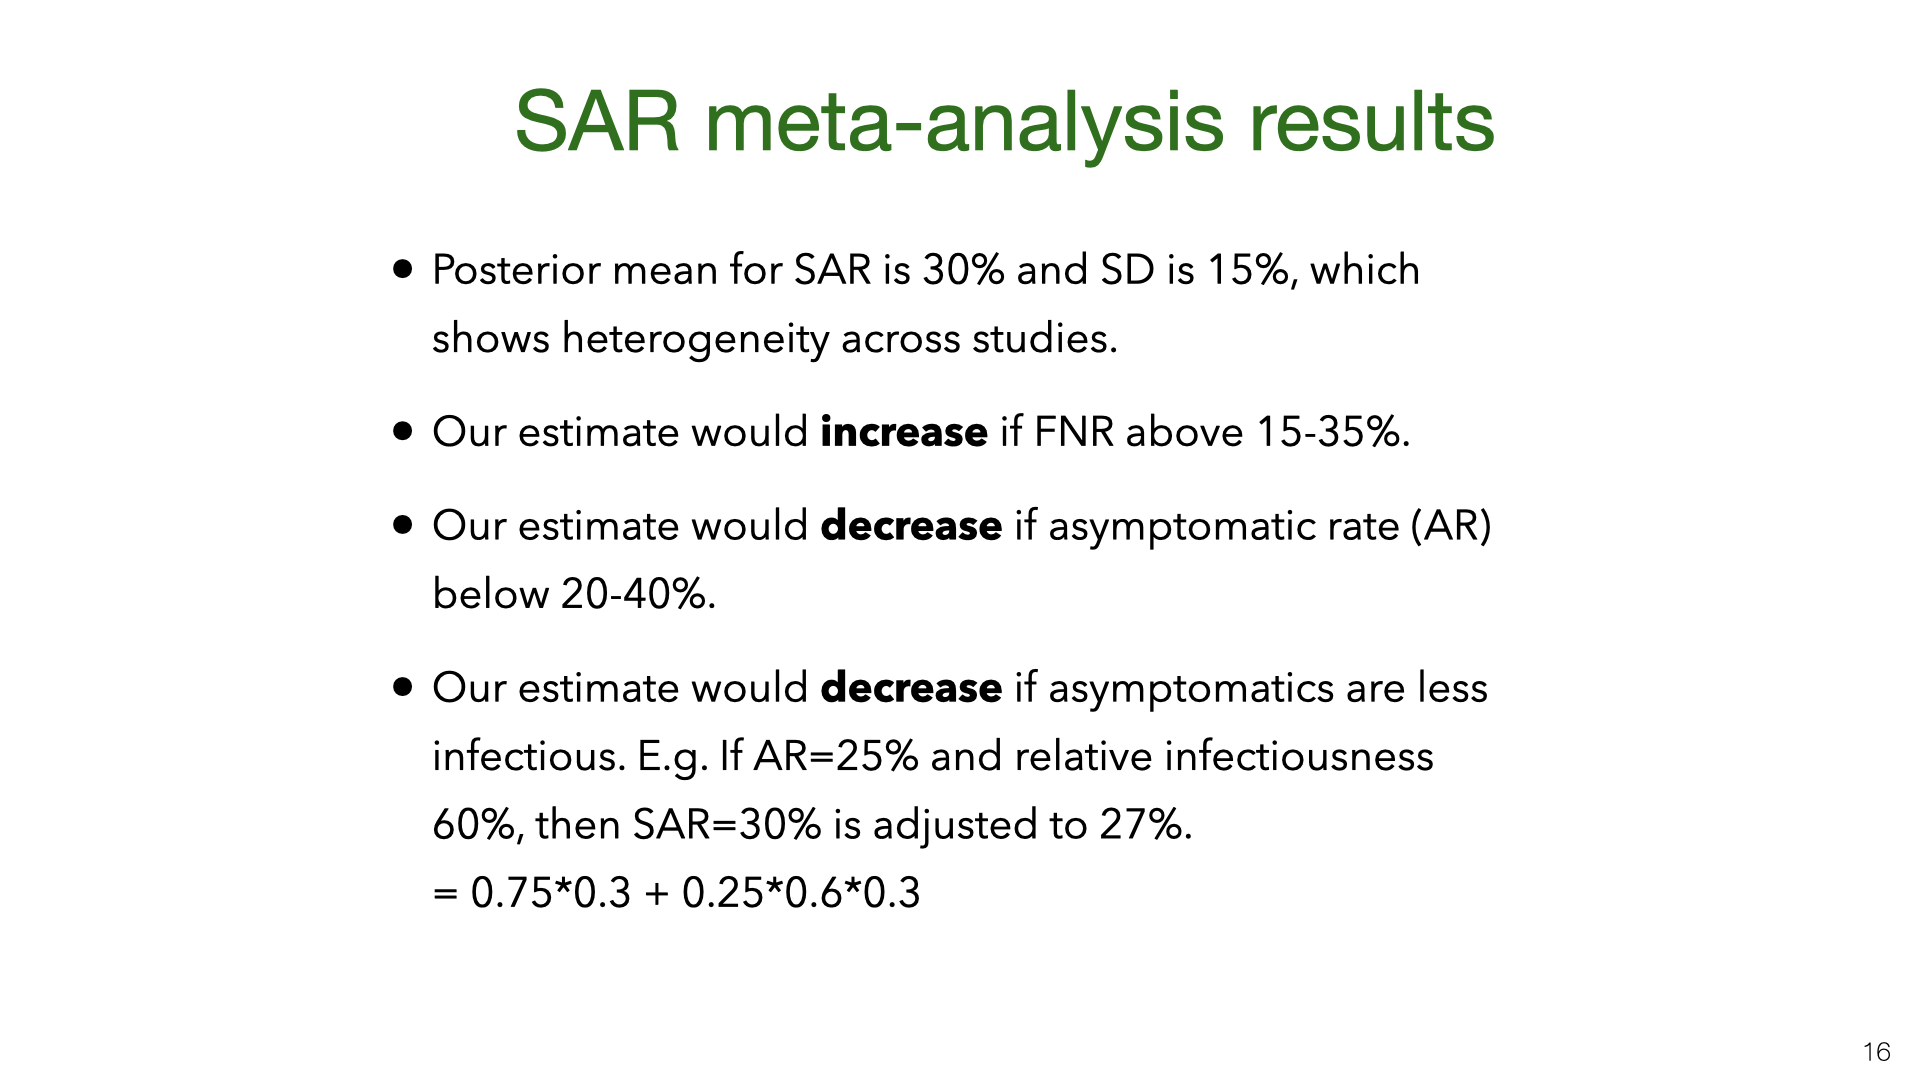 SAR meta-analysis results
• Posterior mean for SAR is 30% and SD is 15%, which
shows heterogeneity across studies.
• Our estimate would increase if FNR above 15-35%.
• Our estimate would decrease if asymptomatic rate (AR)
below 20-40%.
• Our estimate would decrease if asymptomatics are less
infectious. E.g. If AR=25% and relative infectiousness
60%, then SAR=30% is adjusted to 27%.
= 0.75*0.3 + 0.25*0.6*0.3
16